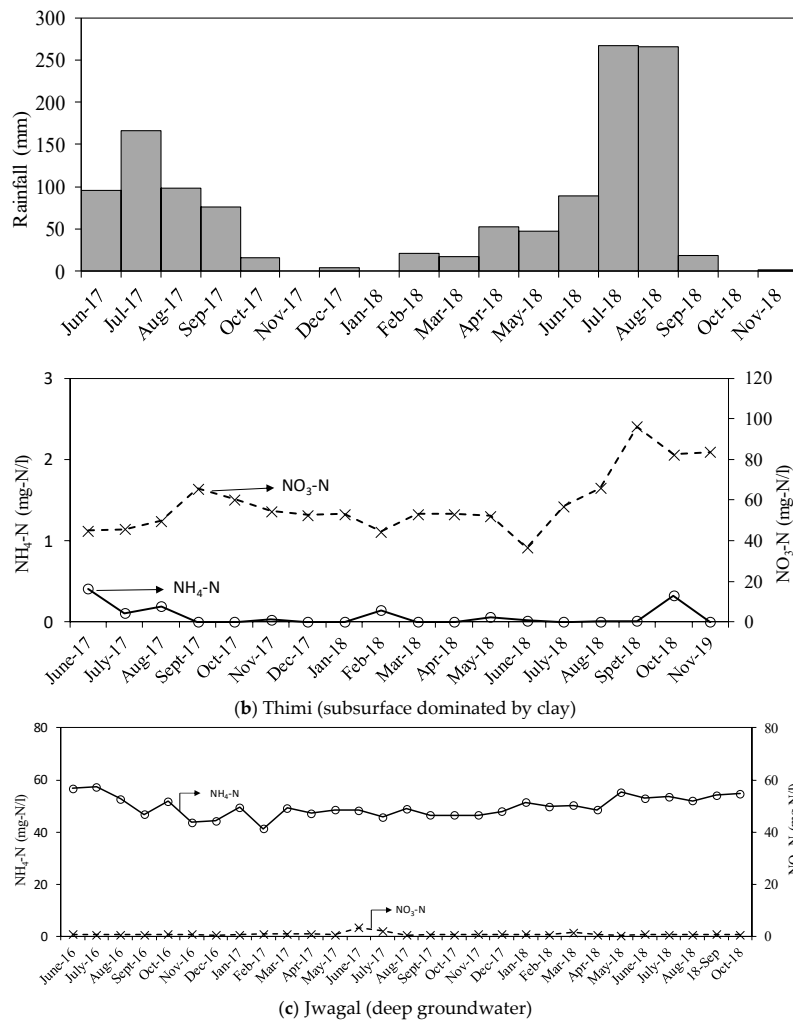 300
250
200
150
100
50
0
Rainfall (mm)
Jun-17 Jul-17 Aug-17 Sep-17 Oct-17 Nov-17 Dec-17 Jan-18 Feb-18 Mar-18 Apr-18 May-18 Jun-18 Jul-18 Aug-18 Sep-18 Oct-18 Nov-18
3 120
100
2 80
60
1 40
20
0 0
NH₄-N (mg-N/l)
NO₃-N (mg-N/l)
NO₃-N
NH₄-N
June-17 July-17 Aug-17 Sept-17 Oct-17 Nov-17 Dec-17 Jan-18 Feb-18 Mar-18 Apr-18 May-18 June-18 July-18 Aug-18 Spet-18 Oct-18 Nov-19
(b) Thimi (subsurface dominated by clay)
80 80
60 60
40 40
20 20
0 0
NH₄-N (mg-N/l)
(mg-N/l)
NH₄-N
NO₃-N
June-16 July-16 Aug-16 Sept-16 Oct-16 Nov-16 Dec-16 Jan-17 Feb-17 Mar-17 Apr-17 May-17 June-17 July-17 Aug-17 Sept-17 Oct-17 Nov-17 Dec-17 Jan-18 Feb-18 Mar-18 Apr-18 May-18 June-18 July-18 Aug-18 18-Sep Oct-18
(c) Jwagal (deep groundwater)